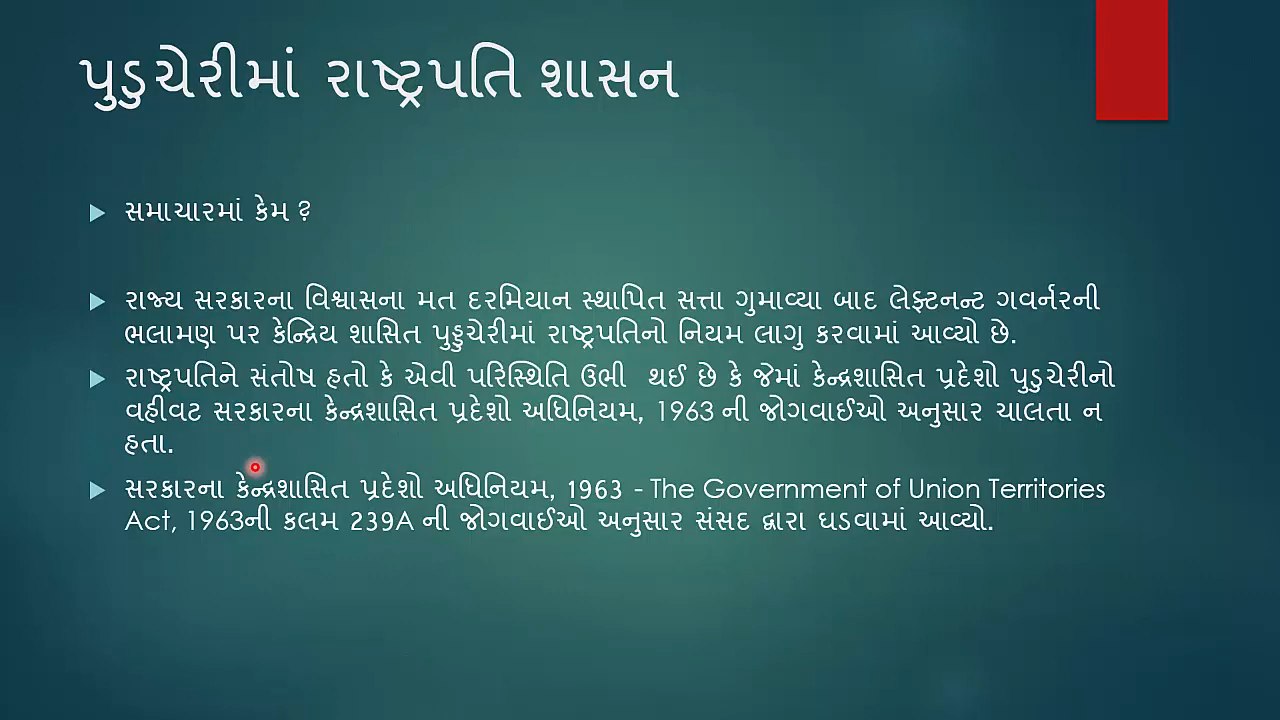 પુડુચેરીમાં રાષ્ટ્રપતિ શાસન
સમાચારમાં કેમ ?
રાજ્ય સરકારના વિશ્વાસના મત દરમિયાન સ્થાપિત સત્તા ગુમાવ્યા બાદ લેફ્ટનન્ટ ગવર્નરની
ભલામણ પર કેન્દ્રિય શાસિત પુડ્ડુચેરીમાં રાષ્ટ્રપતિનો નિયમ લાગુ કરવામાં આવ્યો છે.
રાષ્ટ્રપતિને સંતોષ હતો કે એવી પરિસ્થિતિ ઉભી થઈ છે કે જેમાં કેન્દ્રશાસિત પ્રદેશો પુડુચેરીનો
વહીવટ સરકારના કેન્દ્રશાસિત પ્રદેશો અધિનિયમ, 1963 ની જોગવાઈઓ અનુસાર ચાલતા ન
હતા.
સરકારના કેન્દ્રશાસિત પ્રદેશો અધિનિયમ, 1963 - The Government of Union Territories
Act, 1963ની કલમ 239A ની જોગવાઈઓ અનુસાર સંસદ દ્વારા ઘડવામાં આવ્યો.